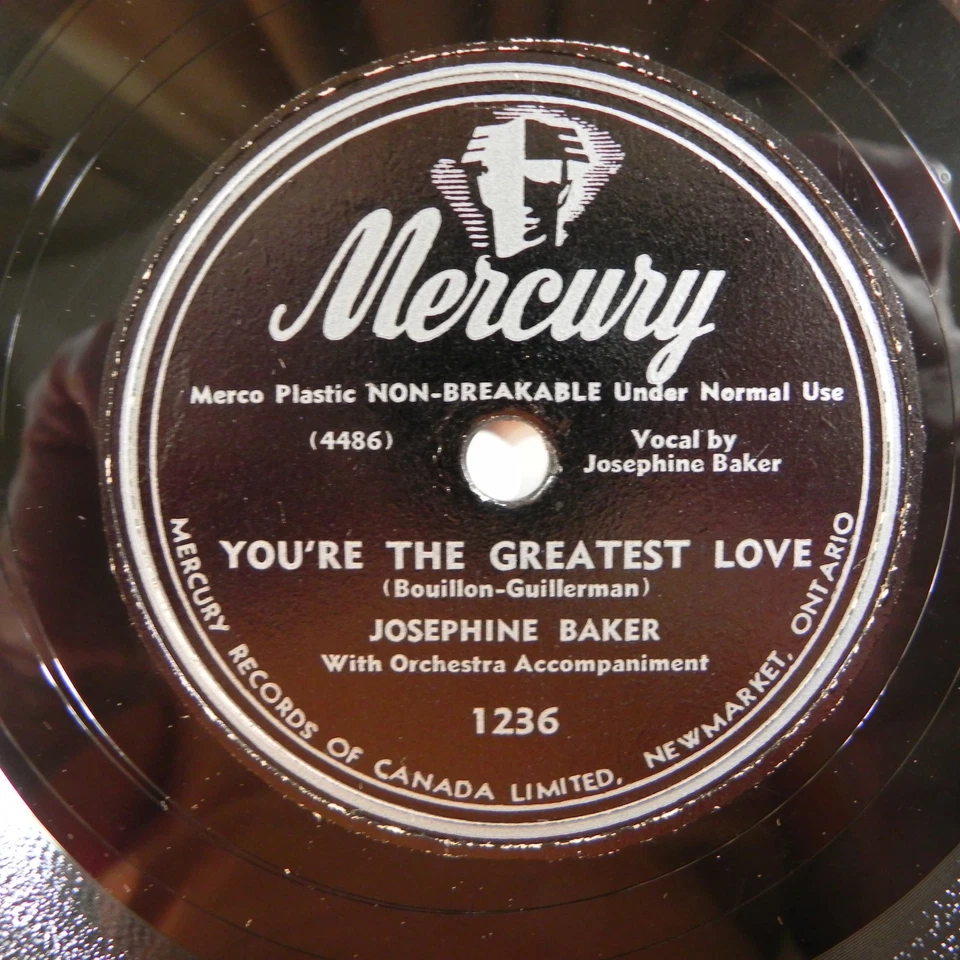 Mercury
Merco Plastic NON-BREAKABLE Under Normal Use
(4486)
Vocal by
Josephine Baker
YOU'RE THE GREATEST LOVE
(Bouillon-Guillerman)
JOSEPHINE BAKER
With Orchestra Accompaniment
1236
MERCURY RECORDS OF CANADA LIMITED, NEWMARKET, ONTARIO